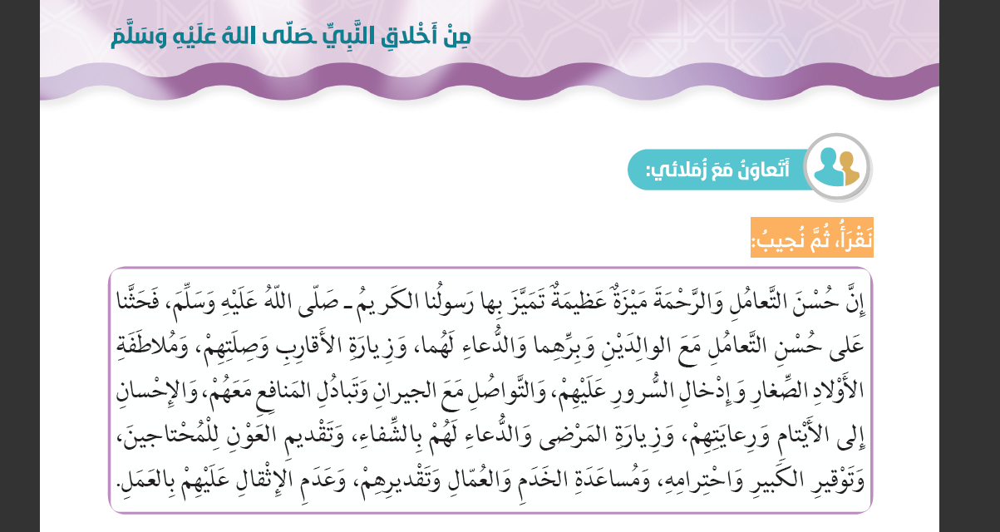 مِنْ أَخْلاقِ النَّبِيِّ صَلّى اللهُ عَلَيْهِ وَسَلَّمَ
أَتَعاوَنُ مَعَ زُمَلائي:
نَقْرَأُ، ثُمَّ نُجيبُ:
إِنَّ حُسْنَ التَّعامُلِ وَالرَّحْمَةَ مَيْزَةٌ عَظيمَةٌ تَمَيَّزَ بِها رَسولُنا الكَريمُ ـ صَلّى اللّهُ عَلَيْهِ وَسَلِّمَ، فَحَثَّنا
عَلى حُسْنِ التَّعامُلِ مَعَ الوالِدَيْنِ وَبِرِّهِما وَالدُّعاءِ لَهُما، وَزِيارَةِ الأَقارِبِ وَصِلَتِهِمْ، وَمُلاطَفَةِ
الأَوْلادِ الصِّغارِ وَإِدْخالِ السُّرورِ عَلَيْهِمْ، وَالتَّواصُلِ مَعَ الجيرانِ وَتَبادُلِ المَنافِعِ مَعَهُمْ، وَالإِحْسانِ
إِلى الأَيْتامِ وَرِعايَتِهِمْ، وَزِيارَةِ المَرْضى وَالدُّعاءِ لَهُمْ بِالشِّفاءِ، وَتَقْديمِ العَوْنِ لِلْمُحْتاجينَ،
وَتَوْقيرِ الكَبيرِ وَاحْتِرامِهِ، وَمُساعَدَةِ الخَدَمِ وَالعُمّالِ وَتَقْديرِهِمْ، وَعَدَمِ الإِثْقالِ عَلَيْهِمْ بِالعَمَلِ.